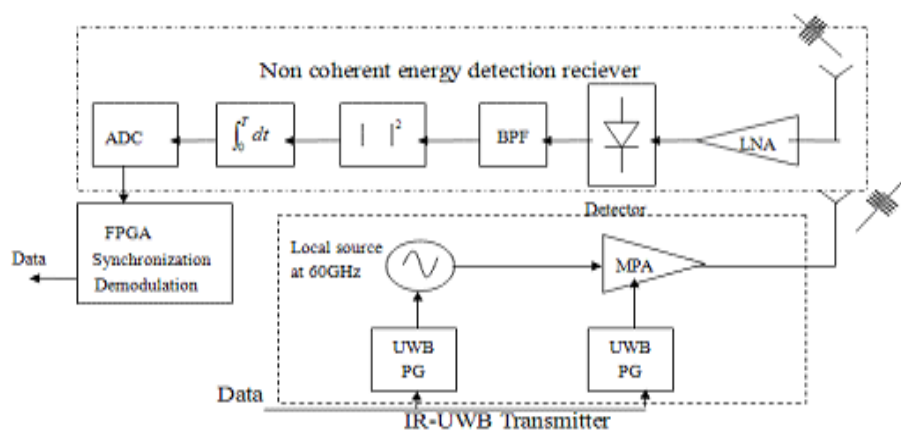 Non coherent energy detection reciever
ADC
∫₀ᵀ dt
| |²
BPF
LNA
Detector
FPGA
Synchronization
Demodulation
Data
Local source
at 60GHz
MPA
UWB
PG
UWB
PG
Data
IR-UWB Transmitter